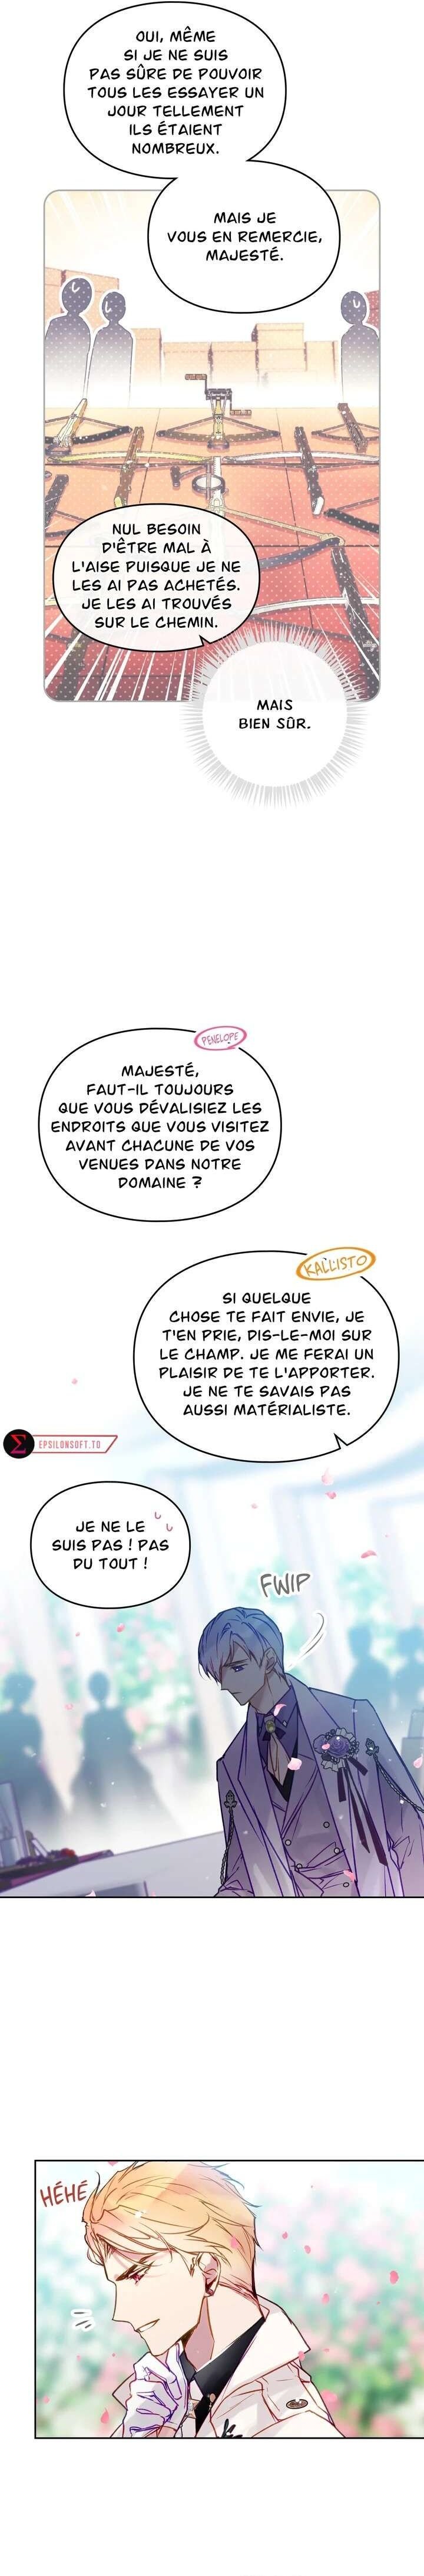 OUI, MÊME
SI JE NE SUIS
PAS SÛRE DE POUVOIR
TOUS LES ESSAYER UN
JOUR TELLEMENT
ILS ÉTAIENT
NOMBREUX.
MAIS JE
VOUS EN REMERCIE,
MAJESTÉ.
NUL BESOIN
D'ÊTRE MAL À
L'AISE PUISQUE JE NE
LES AI PAS ACHETÉS.
JE LES AI TROUVÉS
SUR LE CHEMIN.
MAIS
BIEN SÛR.
PENELOPE
MAJESTÉ,
FAUT-IL TOUJOURS
QUE VOUS DÉVALISIEZ LES
ENDROITS QUE VOUS VISITEZ
AVANT CHACUNE DE VOS
VENUES DANS NOTRE
DOMAINE ?
KALLISTO
SI QUELQUE
CHOSE TE FAIT ENVIE, JE
T'EN PRIE, DIS-LE-MOI SUR
LE CHAMP. JE ME FERAI UN
PLAISIR DE TE L'APPORTER.
JE NE TE SAVAIS PAS
AUSSI MATÉRIALISTE.
Σ EPSILONSOFT.TO
JE NE LE
SUIS PAS ! PAS
DU TOUT !
FWIP
HÉHÉ